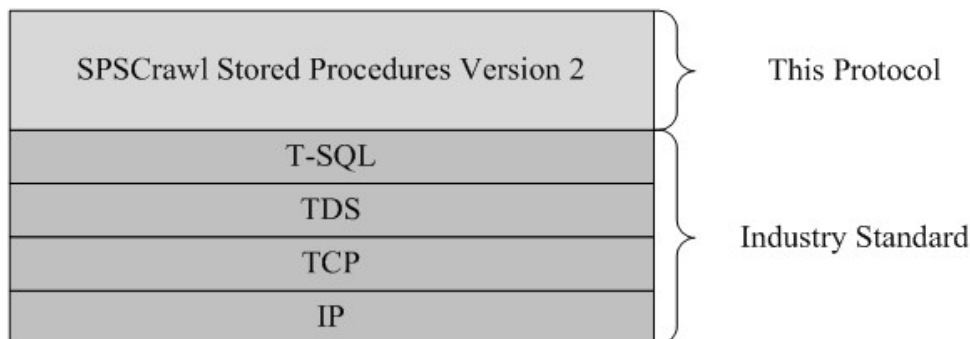 SPSCrawl Stored Procedures Version 2
This Protocol
T-SQL
TDS
TCP
IP
Industry Standard